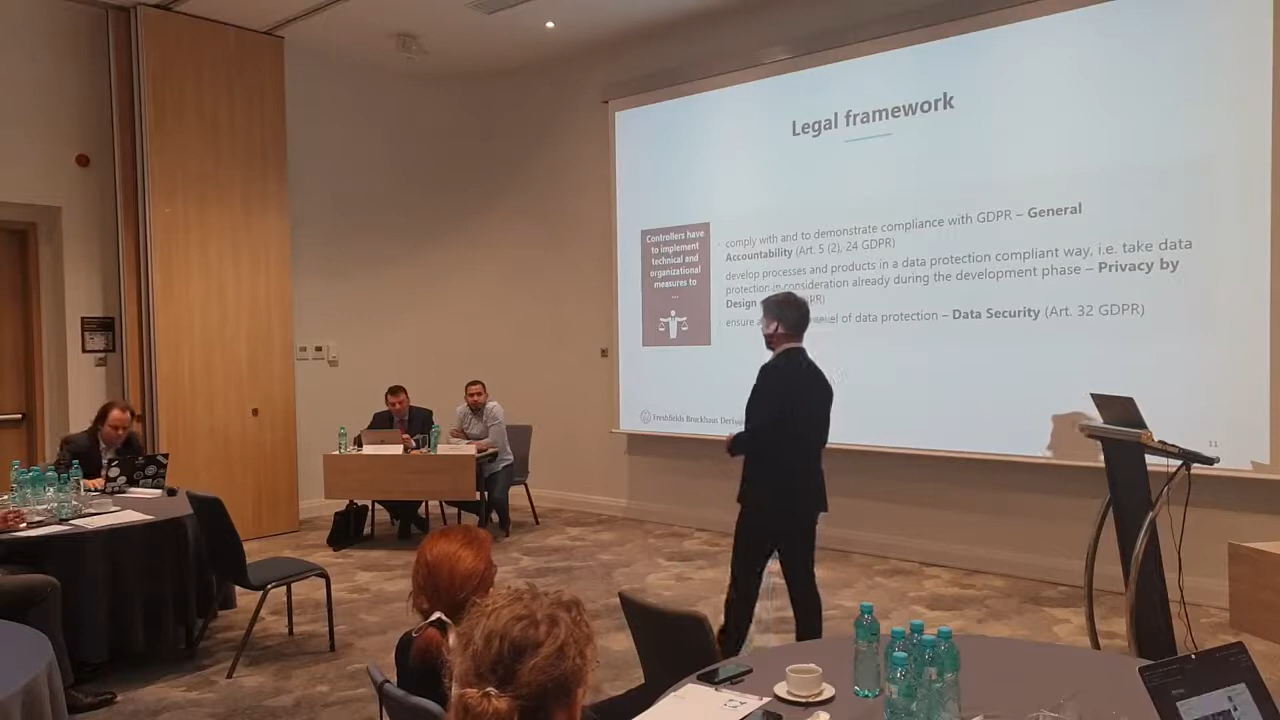 Legal framework
Controllers have
to implement
technical and
organizational
measures to
...
comply with and to demonstrate compliance with GDPR – General
Accountability (Art. 5 (2), 24 GDPR)
develop processes and products in a data protection compliant way, i.e. take data
protection in consideration already during the development phase – Privacy by
Design
ensure level of data protection – Data Security (Art. 32 GDPR)
Freshfields Bruckhaus
11